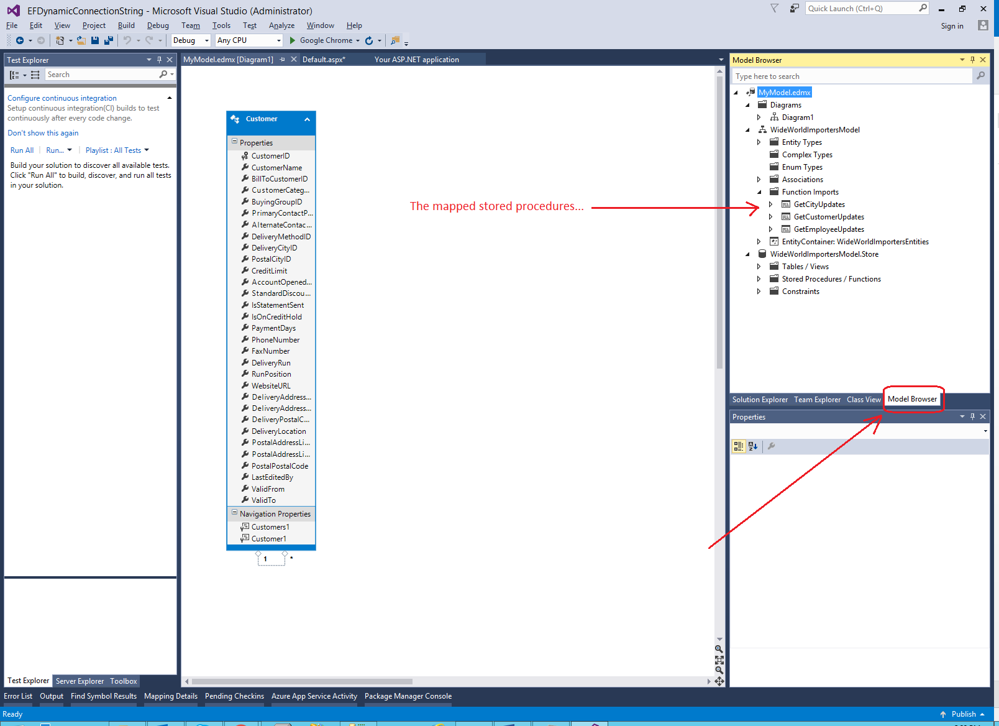 EFDynamicConnectionString - Microsoft Visual Studio (Administrator)
Quick Launch (Ctrl+Q)
File Edit View Project Build Debug Team Tools Test Analyze Window Help
Sign in
Debug Any CPU Google Chrome
Test Explorer
Search
Configure continuous integration
Setup continuous integration(CI) builds to test
continuously after every code change.
Don't show this again
Run All Run... Playlist : All Tests
Build your solution to discover all available tests.
Click "Run All" to build, discover, and run all tests
in your solution.
Test Explorer Server Explorer Toolbox
MyModel.edmx [Diagram1] Default.aspx* Your ASP.NET application
Customer
Properties
CustomerID
CustomerName
BillToCustomerID
CustomerCateg...
BuyingGroupID
PrimaryContactP...
AlternateContac...
DeliveryMethodID
DeliveryCityID
PostalCityID
CreditLimit
AccountOpened...
StandardDiscou...
IsStatementSent
IsOnCreditHold
PaymentDays
PhoneNumber
FaxNumber
DeliveryRun
RunPosition
WebsiteURL
DeliveryAddress...
DeliveryAddress...
DeliveryPostalC...
DeliveryLocation
PostalAddressLi...
PostalAddressLi...
PostalPostalCode
LastEditedBy
ValidFrom
ValidTo
Navigation Properties
Customers1
Customer1
1 *
The mapped stored procedures...
Model Browser
Type here to search
MyModel.edmx
Diagrams
Diagram1
WideWorldImportersModel
Entity Types
Complex Types
Enum Types
Associations
Function Imports
GetCityUpdates
GetCustomerUpdates
GetEmployeeUpdates
EntityContainer: WideWorldImportersEntities
WideWorldImportersModel.Store
Tables / Views
Stored Procedures / Functions
Constraints
Solution Explorer Team Explorer Class View Model Browser
Properties
Error List Output Find Symbol Results Mapping Details Pending Checkins Azure App Service Activity Package Manager Console
Ready
Publish